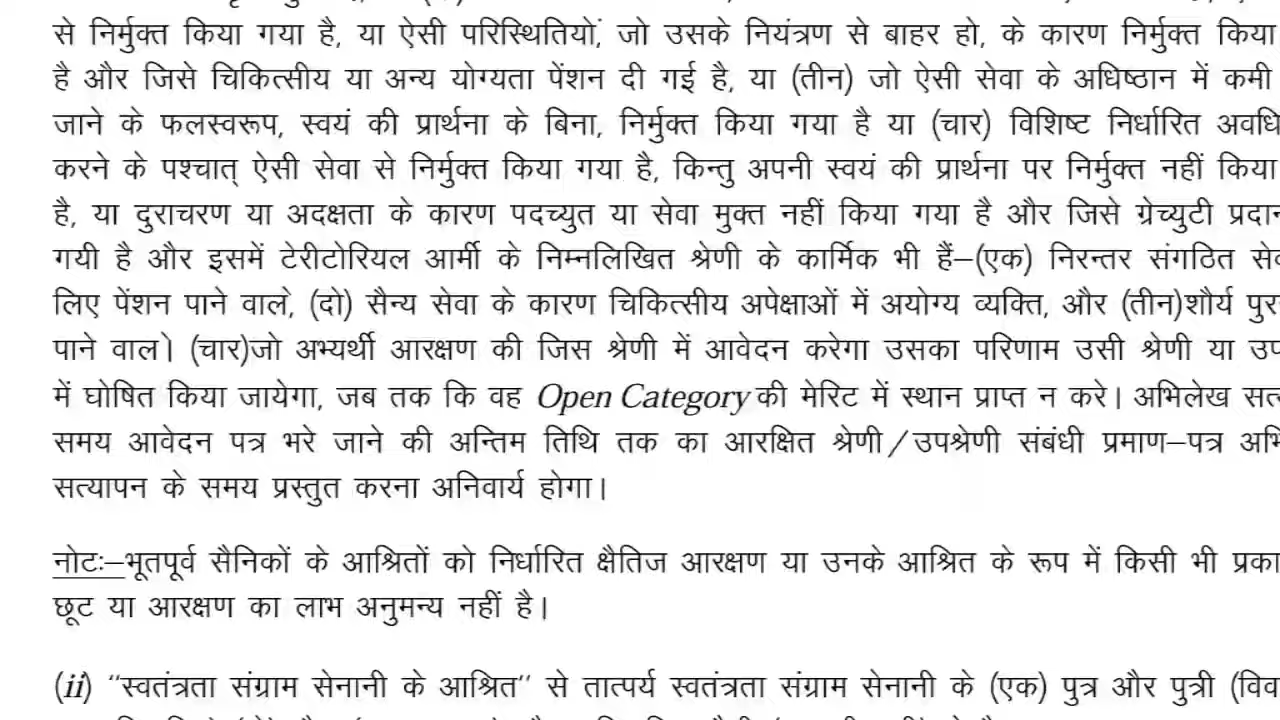 से निर्मुक्त किया गया है, या ऐसी परिस्थितियों, जो उसके नियंत्रण से बाहर हो, के कारण निर्मुक्त किया
है और जिसे चिकित्सीय या अन्य योग्यता पेंशन दी गई है, या (तीन) जो ऐसी सेवा के अधिष्ठान में कमी
जाने के फलस्वरूप, स्वयं की प्रार्थना के बिना, निर्मुक्त किया गया है या (चार) विशिष्ट निर्धारित अवधि
करने के पश्चात् ऐसी सेवा से निर्मुक्त किया गया है, किन्तु अपनी स्वयं की प्रार्थना पर निर्मुक्त नहीं किया
है, या दुराचरण या अदक्षता के कारण पदच्युत या सेवा मुक्त नहीं किया गया है और जिसे ग्रेच्युटी
गयी है और इसमें टेरीटोरियल आर्मी के निम्नलिखित श्रेणी के कार्मिक भी हैं–(एक) निरन्तर संगठित
लिए पेंशन पाने वाले, (दो) सैन्य सेवा के कारण चिकित्सीय अपेक्षाओं में अयोग्य व्यक्ति, और (तीन)शौर्य
पाने वाल। (चार)जो अभ्यर्थी आरक्षण की जिस श्रेणी में आवेदन करेगा उसका परिणाम उसी श्रेणी या
में घोषित किया जायेगा, जब तक कि वह Open Category की मेरिट में स्थान प्राप्त न करे। अभिलेख
समय आवेदन पत्र भरे जाने की अन्तिम तिथि तक का आरक्षित श्रेणी/उपश्रेणी संबंधी प्रमाण–पत्र
सत्यापन के समय प्रस्तुत करना अनिवार्य होगा।
नोटः–भूतपूर्व सैनिकों के आश्रितों को निर्धारित क्षैतिज आरक्षण या उनके आश्रित के रूप में किसी भी
छूट या आरक्षण का लाभ अनुमन्य नहीं है।
(ii) "स्वतंत्रता संग्राम सेनानी के आश्रित" से तात्पर्य स्वतंत्रता संग्राम सेनानी के (एक) पुत्र और पुत्री